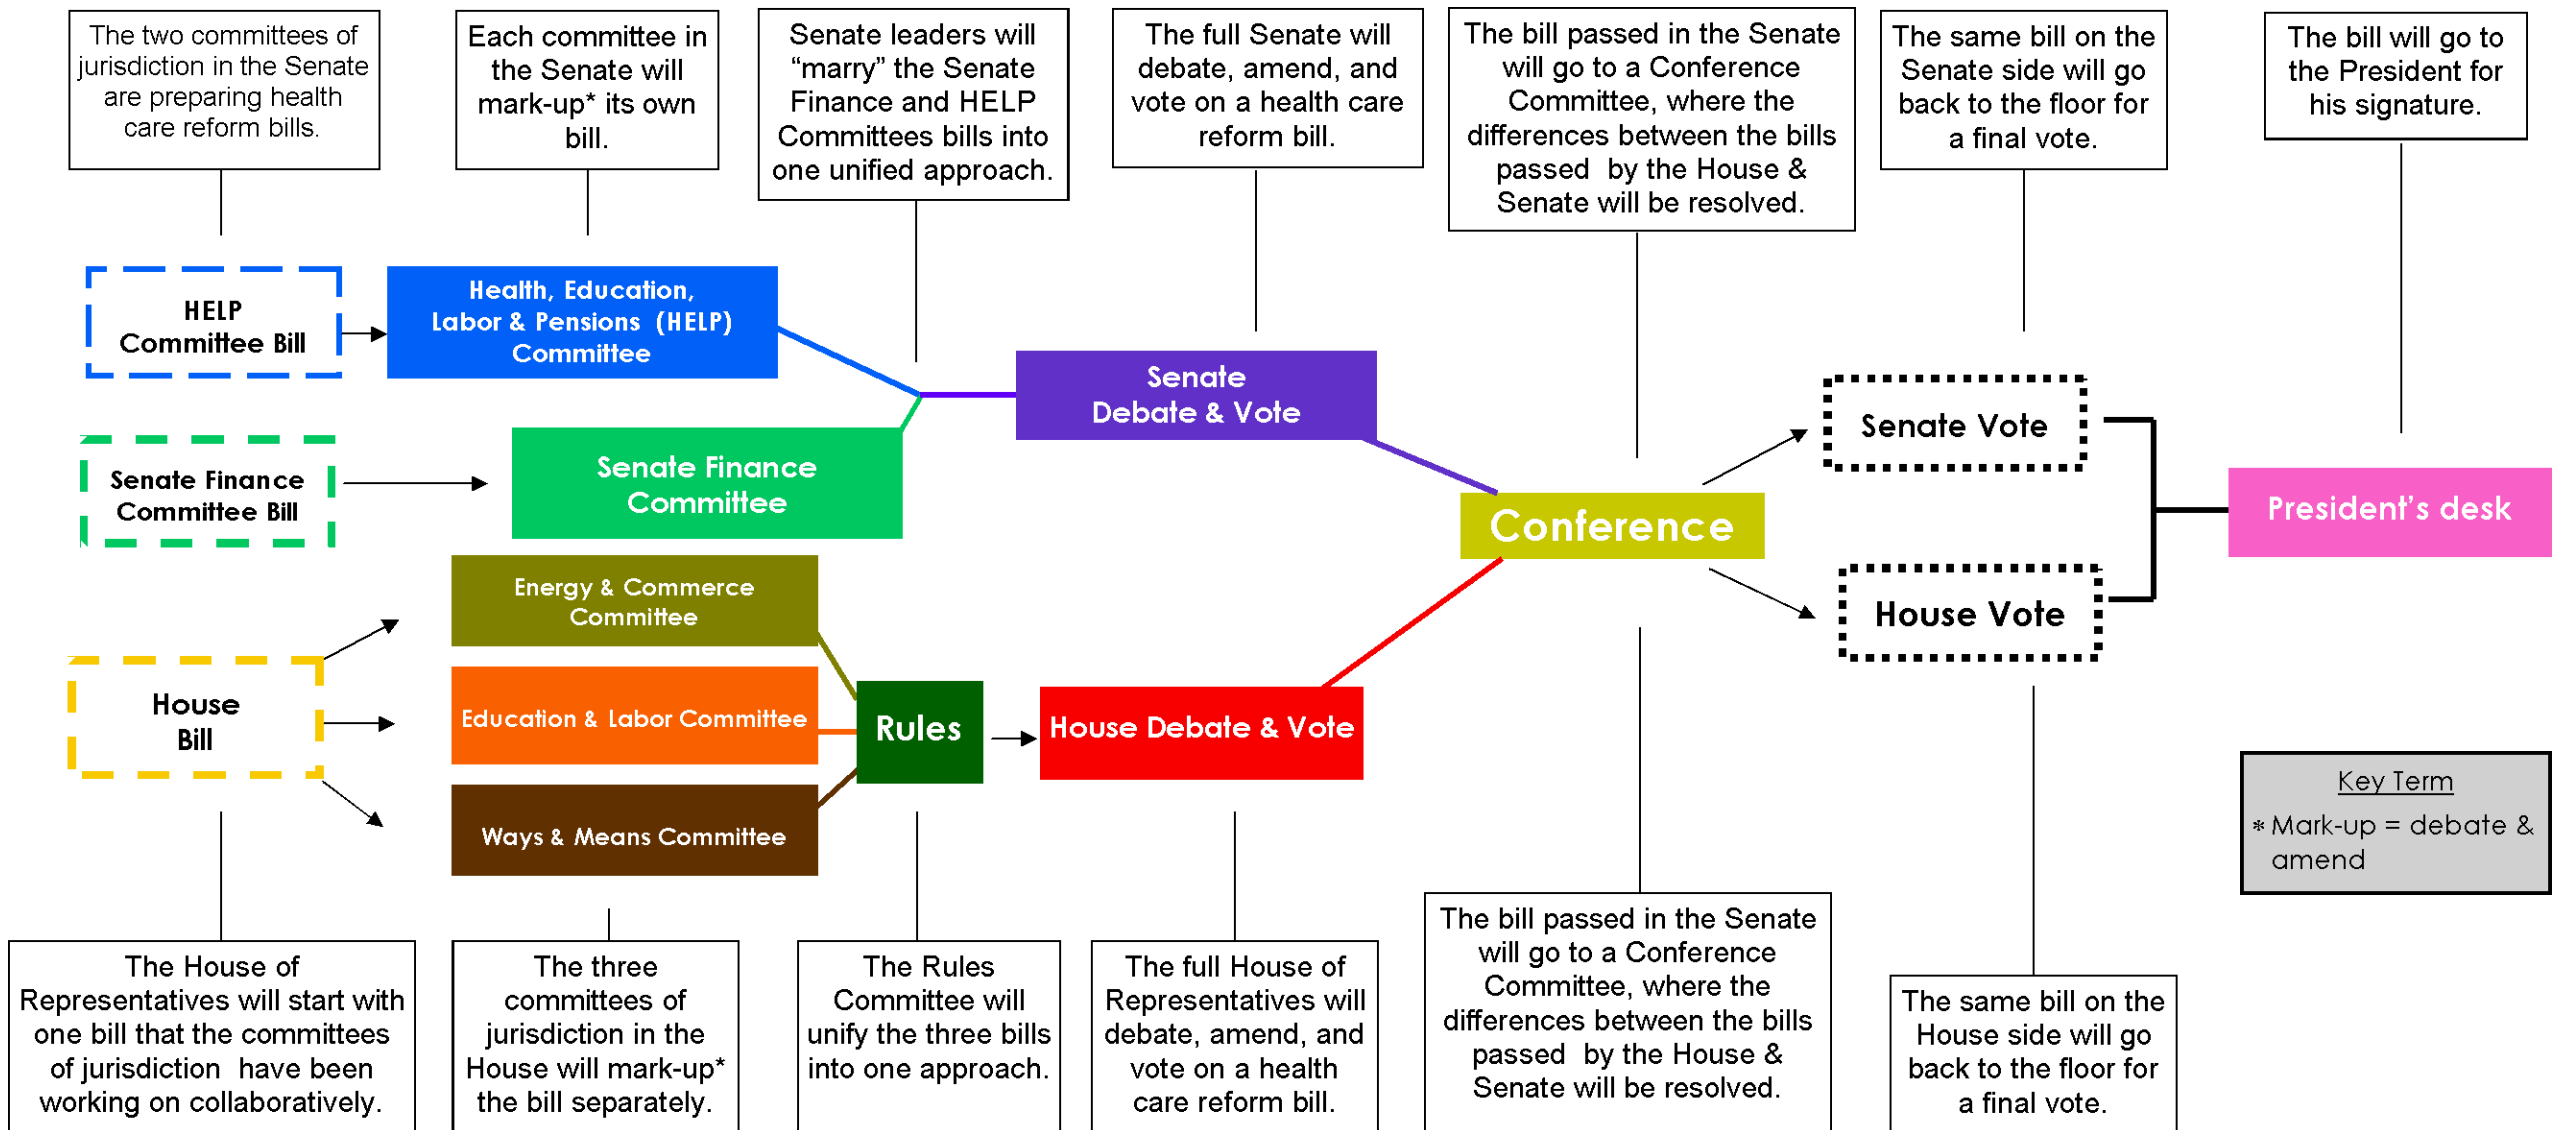 The two committees of
jurisdiction in the Senate
are preparing health
care reform bills.
Each committee in
the Senate will
mark-up* its own
bill.
Senate leaders will
“marry” the Senate
Finance and HELP
Committees bills into
one unified approach.
The full Senate will
debate, amend, and
vote on a health care
reform bill.
The bill passed in the Senate
will go to a Conference
Committee, where the
differences between the bills
passed by the House &
Senate will be resolved.
The same bill on the
Senate side will go
back to the floor for
a final vote.
The bill will go to
the President for
his signature.
HELP
Committee Bill
Health, Education,
Labor & Pensions (HELP)
Committee
Senate
Debate & Vote
Senate Finance
Committee Bill
Senate Finance
Committee
Senate Vote
Conference
President’s desk
House Vote
Energy & Commerce
Committee
House
Bill
Education & Labor Committee
Rules
House Debate & Vote
Ways & Means Committee
Key Term
* Mark-up = debate &
amend
The House of
Representatives will start with
one bill that the committees
of jurisdiction have been
working on collaboratively.
The three
committees of
jurisdiction in the
House will mark-up*
the bill separately.
The Rules
Committee will
unify the three bills
into one approach.
The full House of
Representatives will
debate, amend, and
vote on a health
care reform bill.
The bill passed in the Senate
will go to a Conference
Committee, where the
differences between the bills
passed by the House &
Senate will be resolved.
The same bill on the
House side will go
back to the floor for
a final vote.